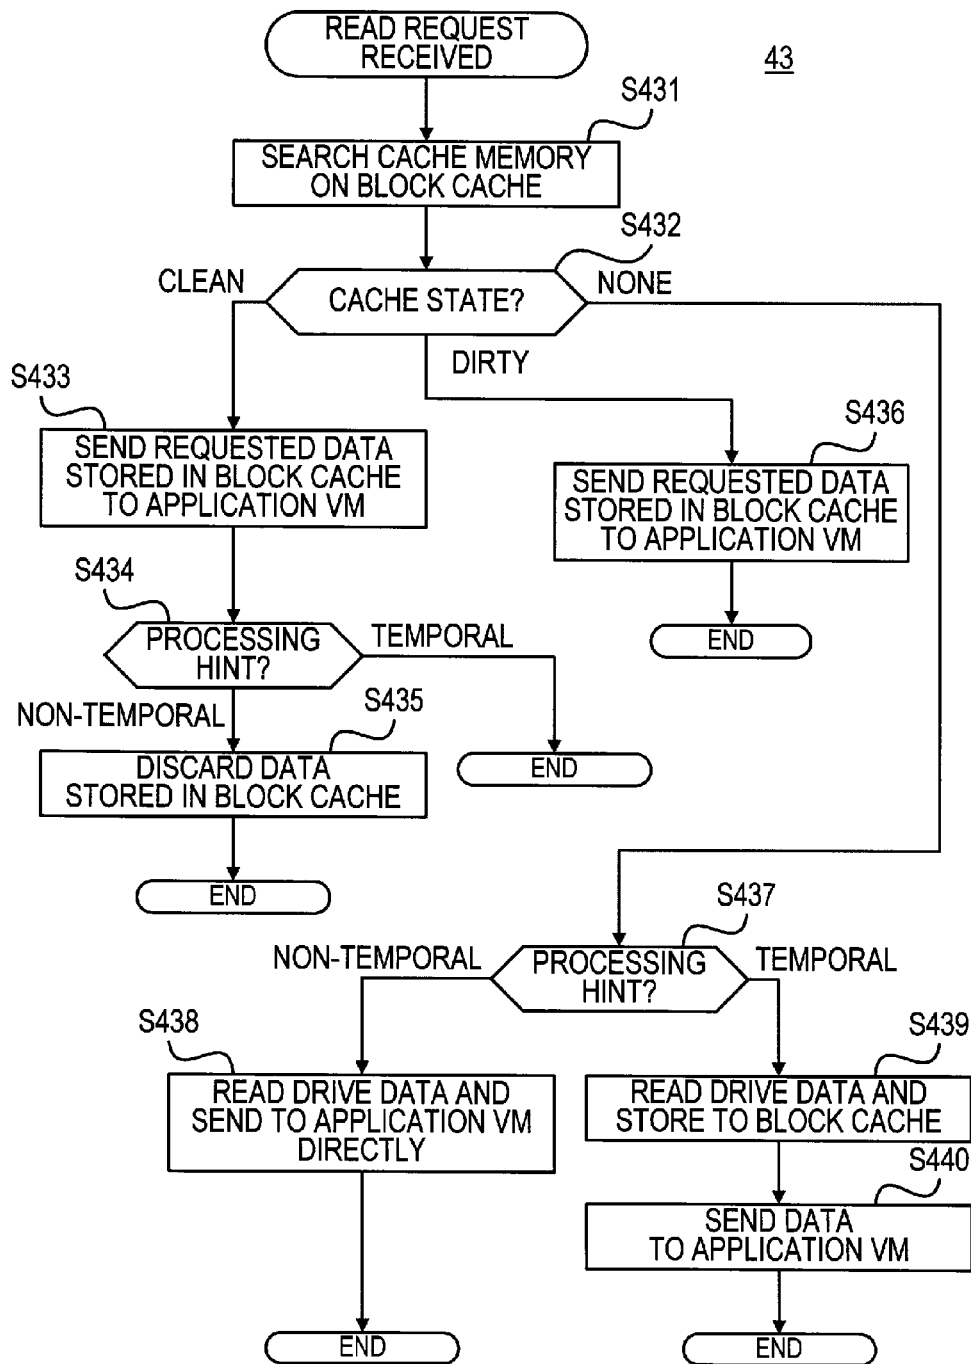 READ REQUEST
RECEIVED
43
S431
SEARCH CACHE MEMORY
ON BLOCK CACHE
S432
CLEAN
CACHE STATE?
NONE
DIRTY
S433
SEND REQUESTED DATA
STORED IN BLOCK CACHE
TO APPLICATION VM
S436
SEND REQUESTED DATA
STORED IN BLOCK CACHE
TO APPLICATION VM
END
S434
PROCESSING
HINT?
TEMPORAL
NON-TEMPORAL
S435
DISCARD DATA
STORED IN BLOCK CACHE
END
END
S437
NON-TEMPORAL
PROCESSING
HINT?
TEMPORAL
S438
READ DRIVE DATA AND
SEND TO APPLICATION VM
DIRECTLY
S439
READ DRIVE DATA AND
STORE TO BLOCK CACHE
S440
SEND DATA
TO APPLICATION VM
END
END